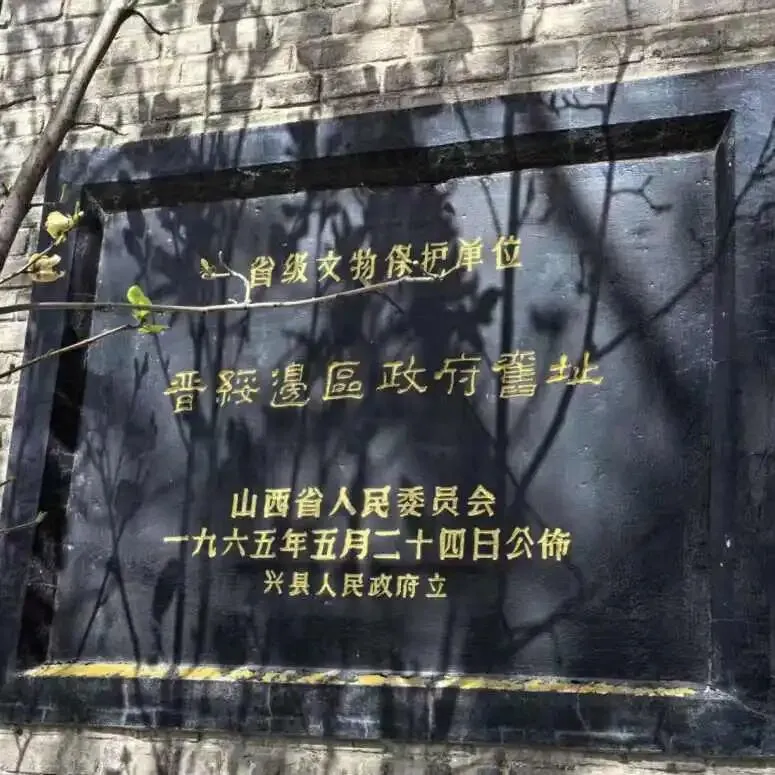 省级文物保护单位
晋綏邊區政府舊址
山西省人民委员会
一九六五年五月二十四日公佈
兴县人民政府立